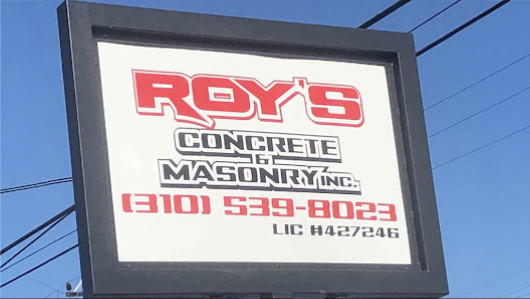 ROY'S
CONCRETE
&
MASONRY INC.
(310) 539-8023
LIC #427246